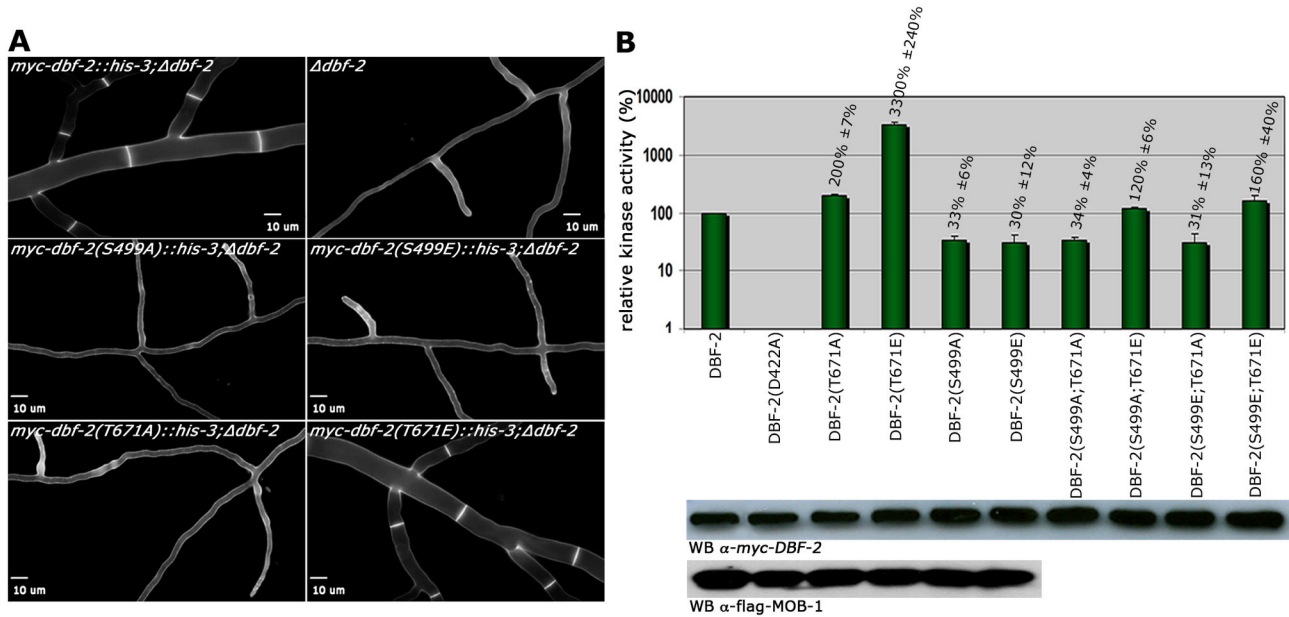 A
myc-dbf-2::his-3;Δdbf-2
10 um
Δdbf-2
10 um
myc-dbf-2(S499A)::his-3;Δdbf-2
10 um
myc-dbf-2(S499E)::his-3;Δdbf-2
10 um
myc-dbf-2(T671A)::his-3;Δdbf-2
10 um
myc-dbf-2(T671E)::his-3;Δdbf-2
10 um
B
relative kinase activity (%)
10000
1000
100
10
1
200% ±7%
3300% ±240%
33% ±6%
30% ±12%
34% ±4%
120% ±6%
31% ±13%
160% ±40%
DBF-2
DBF-2(D422A)
DBF-2(T671A)
DBF-2(T671E)
DBF-2(S499A)
DBF-2(S499E)
DBF-2(S499A;T671A)
DBF-2(S499A;T671E)
DBF-2(S499E;T671A)
DBF-2(S499E;T671E)
WB α-myc-DBF-2
WB α-flag-MOB-1